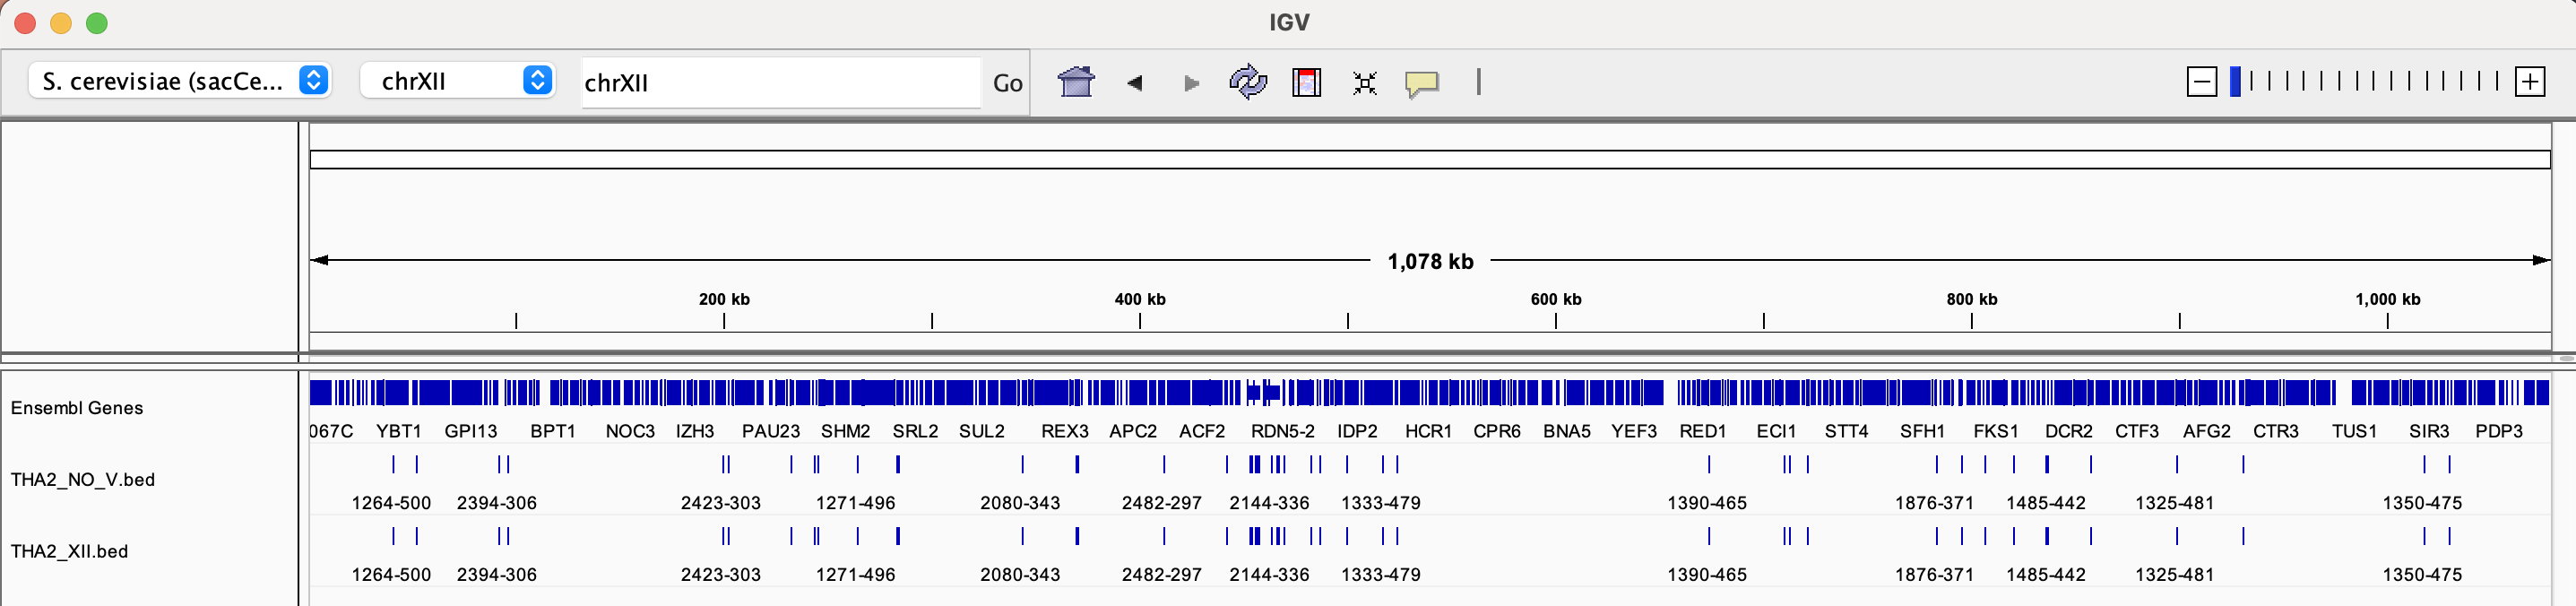 IGV
S. cerevisiae (sacCe... chrXII chrXII Go
1,078 kb
200 kb 400 kb 600 kb 800 kb 1,000 kb
Ensembl Genes
067C YBT1 GPI13 BPT1 NOC3 IZH3 PAU23 SHM2 SRL2 SUL2 REX3 APC2 ACF2 RDN5-2 IDP2 HCR1 CPR6 BNA5 YEF3 RED1 ECI1 STT4 SFH1 FKS1 DCR2 CTF3 AFG2 CTR3 TUS1 SIR3 PDP3
THA2_NO_V.bed
1264-500 2394-306 2423-303 1271-496 2080-343 2482-297 2144-336 1333-479 1390-465 1876-371 1485-442 1325-481 1350-475
THA2_XII.bed
1264-500 2394-306 2423-303 1271-496 2080-343 2482-297 2144-336 1333-479 1390-465 1876-371 1485-442 1325-481 1350-475